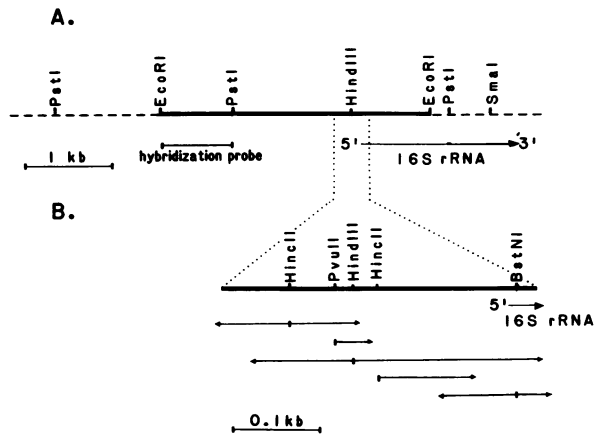 A.
PstI
EcoRI
PstI
HindIII
EcoRI
PstI
SmaI
1 kb
hybridization probe
5'
16S rRNA
3'
B.
HincII
PvuII
HindIII
HincII
BstNI
5'
16S rRNA
0.1kb